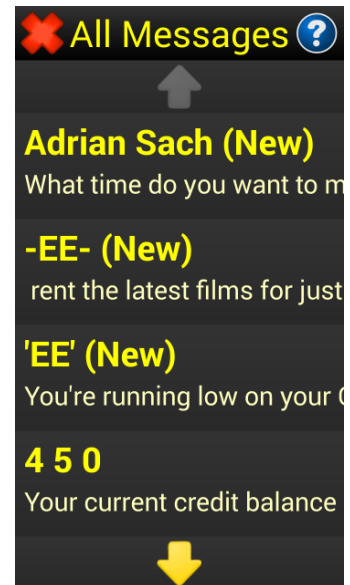 All Messages ?
Adrian Sach (New)
What time do you want to m
-EE- (New)
rent the latest films for just
'EE' (New)
You're running low on your
4 5 0
Your current credit balance